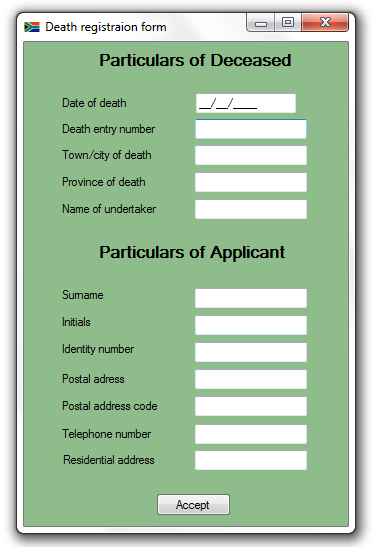 Death registraion form
Particulars of Deceased
Date of death __/__/____
Death entry number
Town/city of death
Province of death
Name of undertaker
Particulars of Applicant
Surname
Initials
Identity number
Postal adress
Postal address code
Telephone number
Residential address
Accept